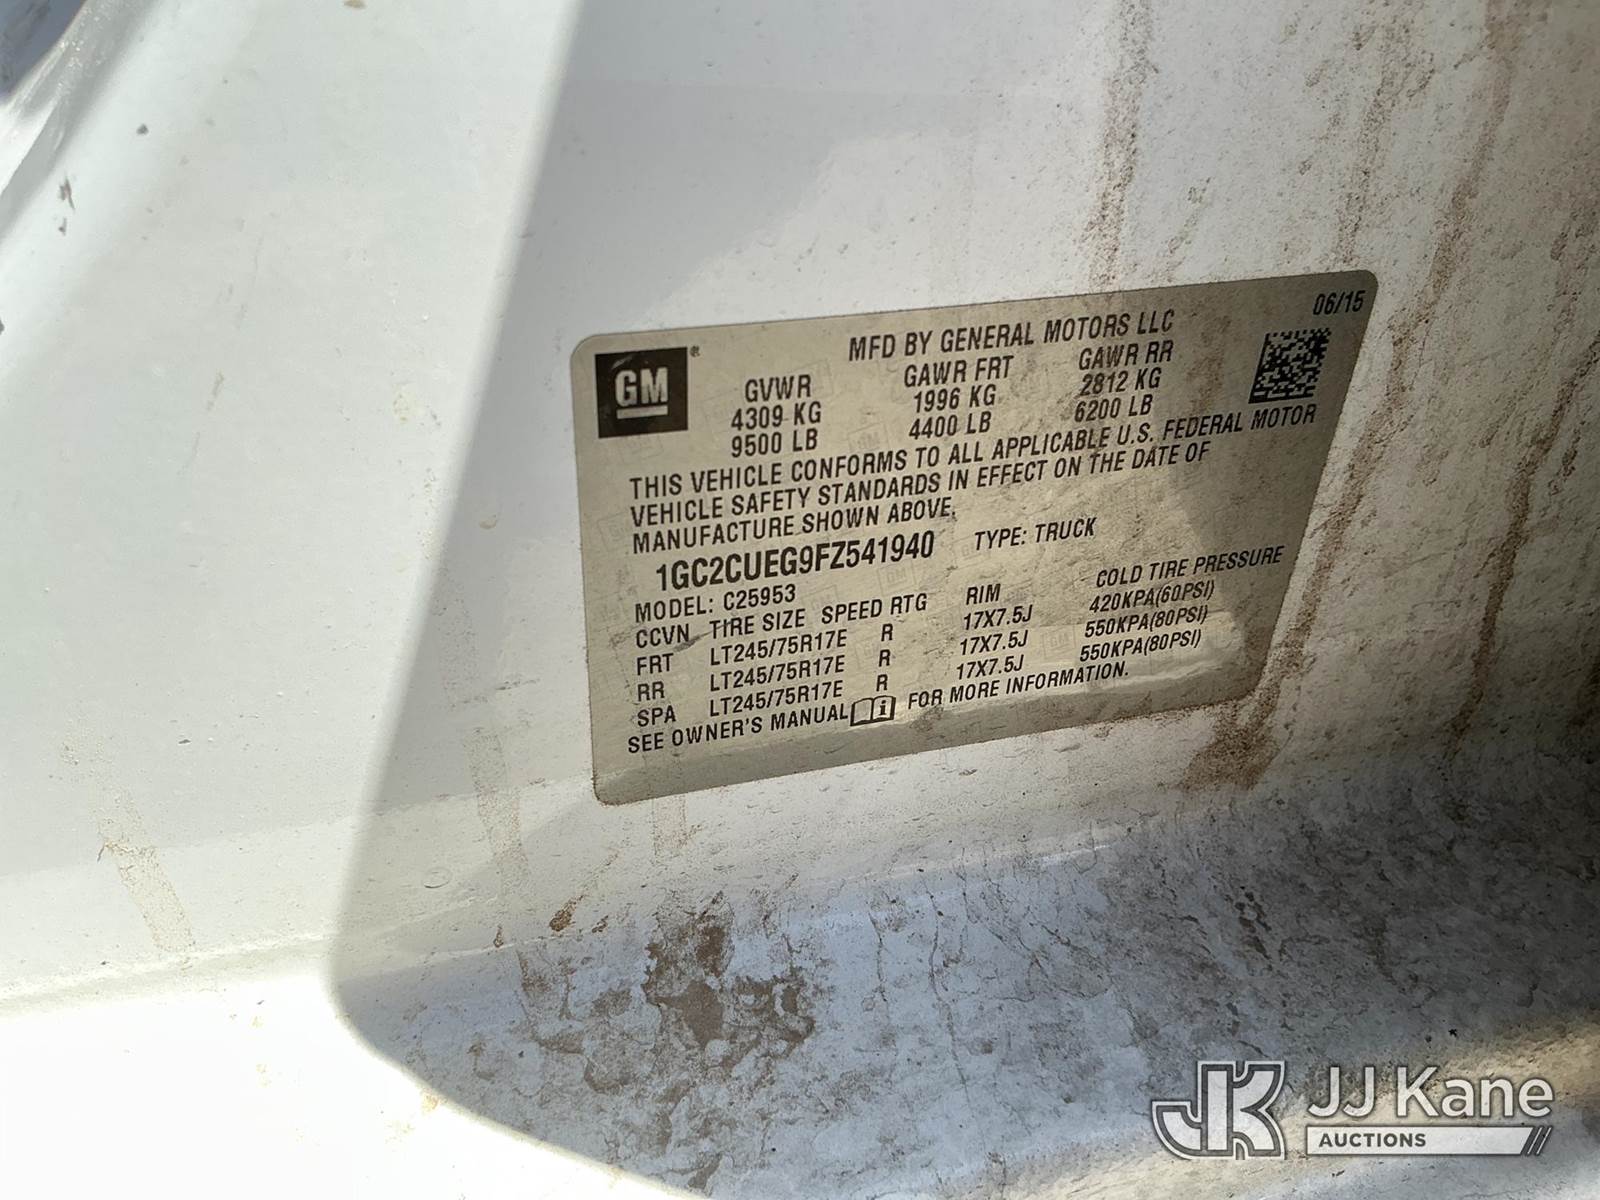 06/15
MFD BY GENERAL MOTORS LLC
GM ®
GVWR GAWR FRT GAWR RR
4309 KG 1996 KG 2812 KG
9500 LB 4400 LB 6200 LB
THIS VEHICLE CONFORMS TO ALL APPLICABLE U.S. FEDERAL MOTOR
VEHICLE SAFETY STANDARDS IN EFFECT ON THE DATE OF
MANUFACTURE SHOWN ABOVE.
1GC2CUEG9FZ541940 TYPE: TRUCK
MODEL: C25953
CCVN TIRE SIZE SPEED RTG RIM COLD TIRE PRESSURE
FRT LT245/75R17E R 17X7.5J 420KPA(60PSI)
RR LT245/75R17E R 17X7.5J 550KPA(80PSI)
SPA LT245/75R17E R 17X7.5J 550KPA(80PSI)
SEE OWNER'S MANUAL i FOR MORE INFORMATION.
JK JJ Kane
AUCTIONS